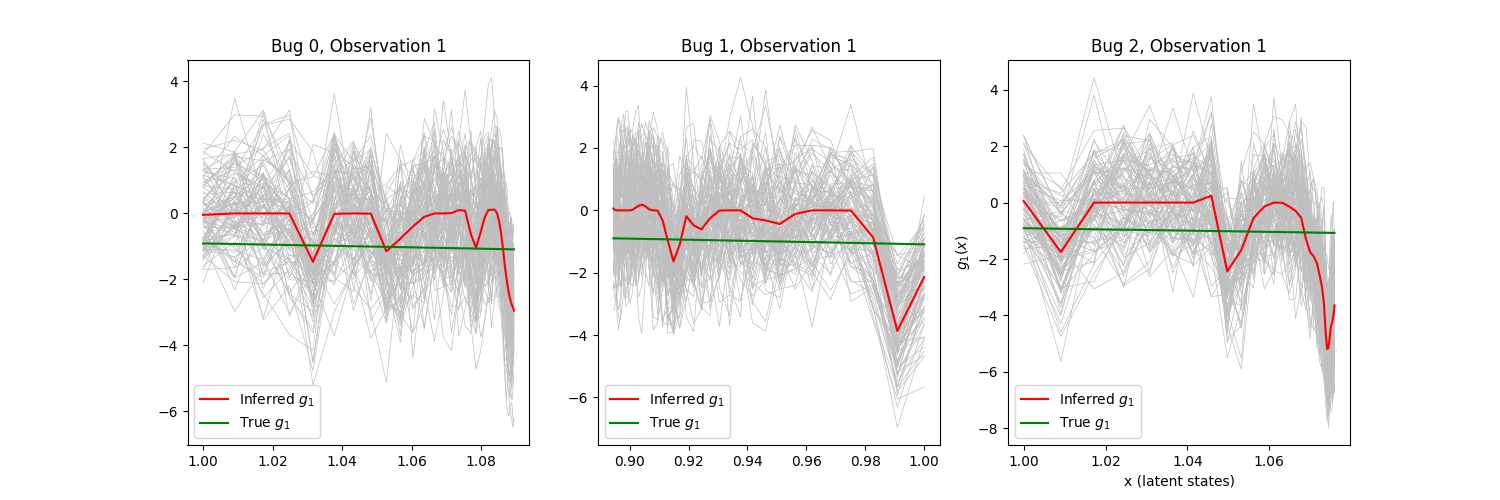 Bug 0, Observation 1
4
2
0
−2
−4
−6
1.00 1.02 1.04 1.06 1.08
Inferred g₁
True g₁
Bug 1, Observation 1
4
2
0
−2
−4
−6
0.90 0.92 0.94 0.96 0.98 1.00
Inferred g₁
True g₁
Bug 2, Observation 1
g₁(x)
4
2
0
−2
−4
−6
−8
1.00 1.02 1.04 1.06
x (latent states)
Inferred g₁
True g₁